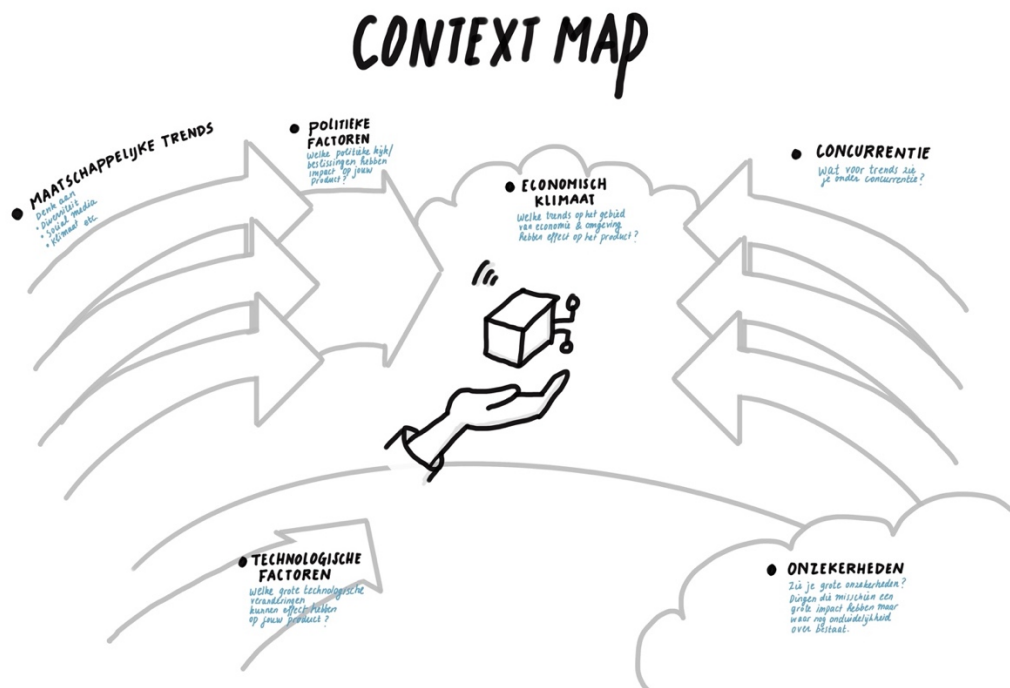 CONTEXT MAP
● MAATSCHAPPELIJKE TRENDS
Denk aan
• Diversiteit
• Social media
• Klimaat etc
● POLITIEKE
FACTOREN
Welke politieke kijk/
beslissingen hebben
impact op jouw
product?
● ECONOMISCH
KLIMAAT
Welke trends op het gebied
van economie & omgeving
hebben effect op het product?
● CONCURRENTIE
Wat voor trends zie
je onder concurrentie?
● TECHNOLOGISCHE
FACTOREN
Welke grote technologische
veranderingen
kunnen effect hebben
op jouw product?
● ONZEKERHEDEN
Zie je grote onzekerheden?
Dingen die misschien een
grote impact hebben maar
waar nog onduidelijkheid
over bestaat.